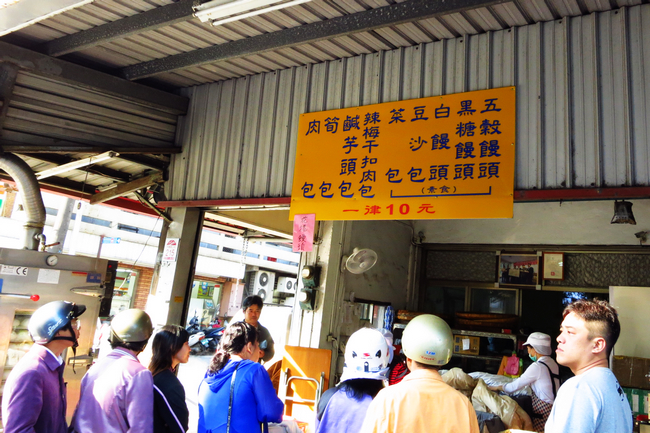 五穀饅頭
黑糖饅頭
白饅頭
豆沙包
菜包
(素食)
辣梅干扣肉包
鹹芋頭包
筍包
肉包
一律10元
CE